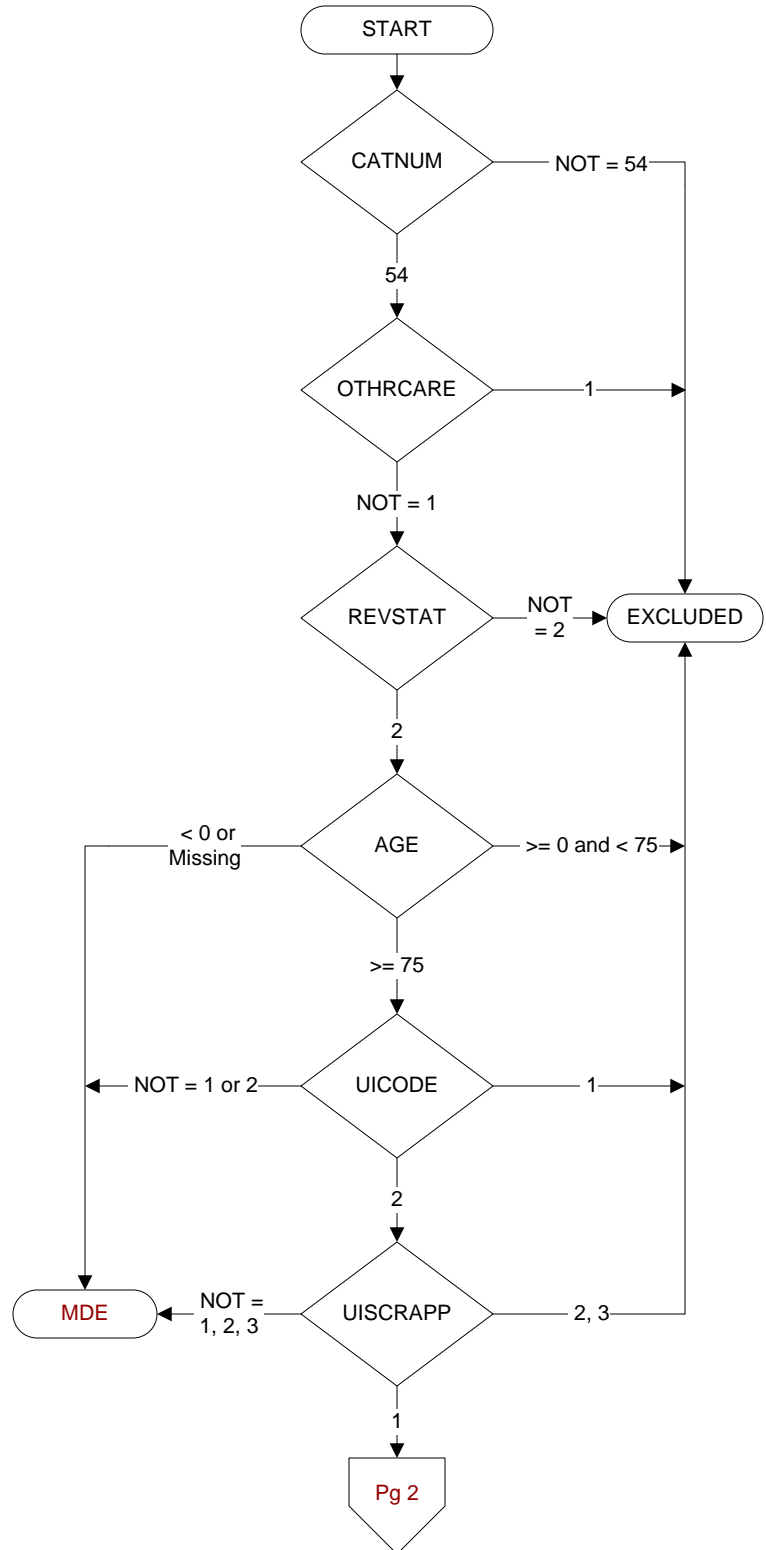 START
CATNUM
NOT = 54
54
OTHRCARE
1
NOT = 1
REVSTAT
NOT
= 2
EXCLUDED
2
< 0 or
Missing
AGE
>= 0 and < 75
>= 75
NOT = 1 or 2
UICODE
1
2
MDE
NOT =
1, 2, 3
UISCRAPP
2, 3
1
Pg 2